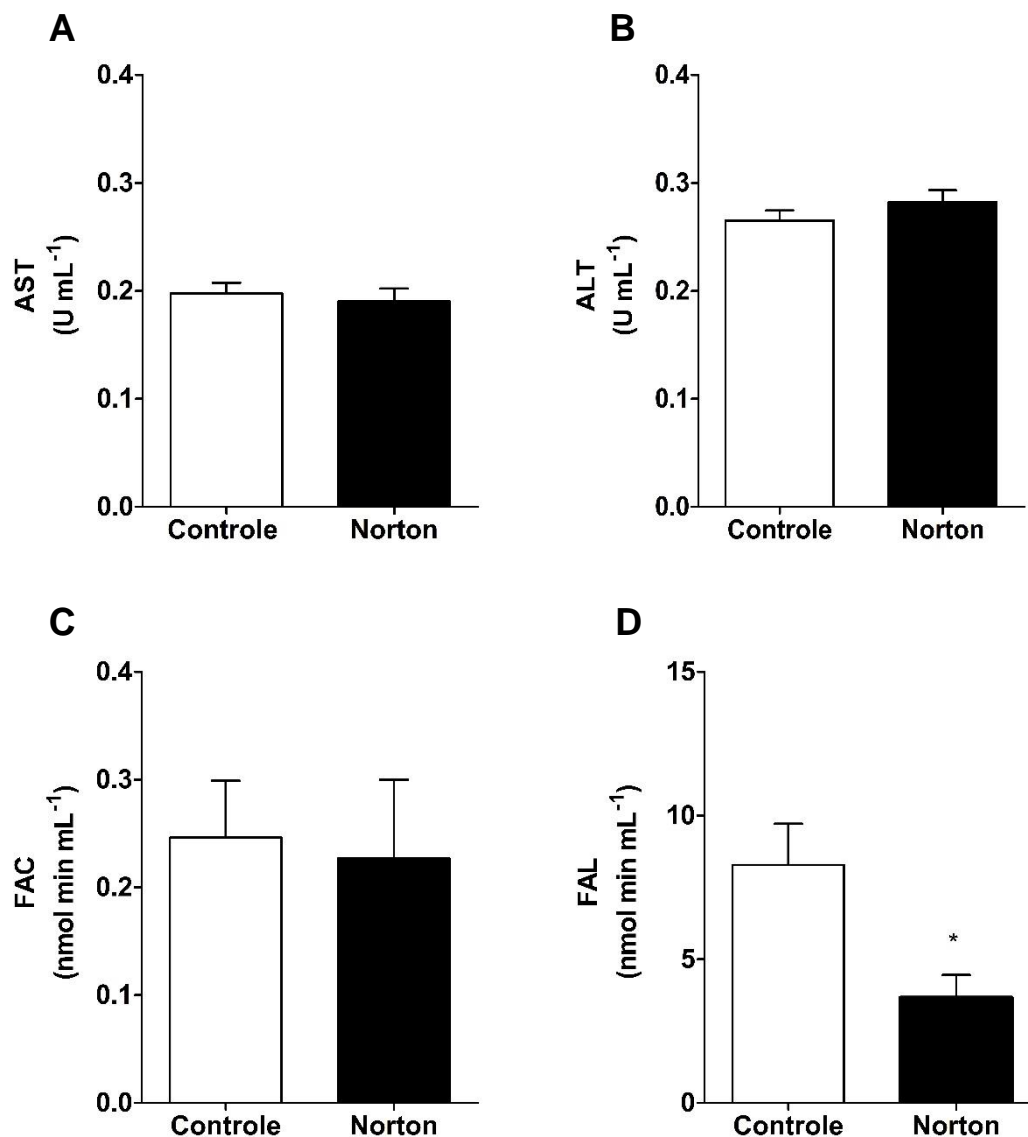 A
0.4
0.3
0.2
0.1
0.0
AST
(U mL⁻¹)
Controle Norton
B
0.4
0.3
0.2
0.1
0.0
ALT
(U mL⁻¹)
Controle Norton
C
0.4
0.3
0.2
0.1
0.0
FAC
(nmol min mL⁻¹)
Controle Norton
D
15
10
5
0
FAL
(nmol min mL⁻¹)
*
Controle Norton